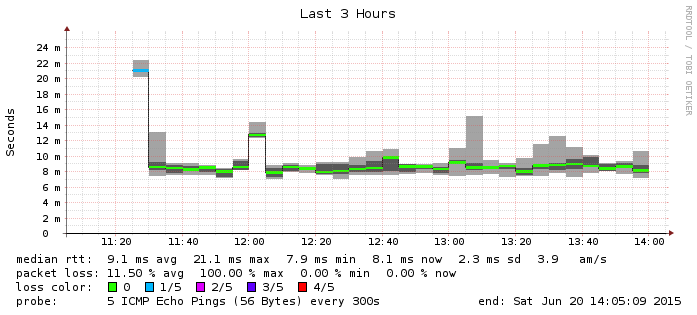 Last 3 Hours
RRDTOOL / TOBI OETIKER
Seconds
24 m
22 m
20 m
18 m
16 m
14 m
12 m
10 m
8 m
6 m
4 m
2 m
0
11:20 11:40 12:00 12:20 12:40 13:00 13:20 13:40 14:00
median rtt: 9.1 ms avg 21.1 ms max 7.9 ms min 8.1 ms now 2.3 ms sd 3.9 am/s
packet loss: 11.50 % avg 100.00 % max 0.00 % min 0.00 % now
loss color: 0 1/5 2/5 3/5 4/5
probe: 5 ICMP Echo Pings (56 Bytes) every 300s end: Sat Jun 20 14:05:09 2015